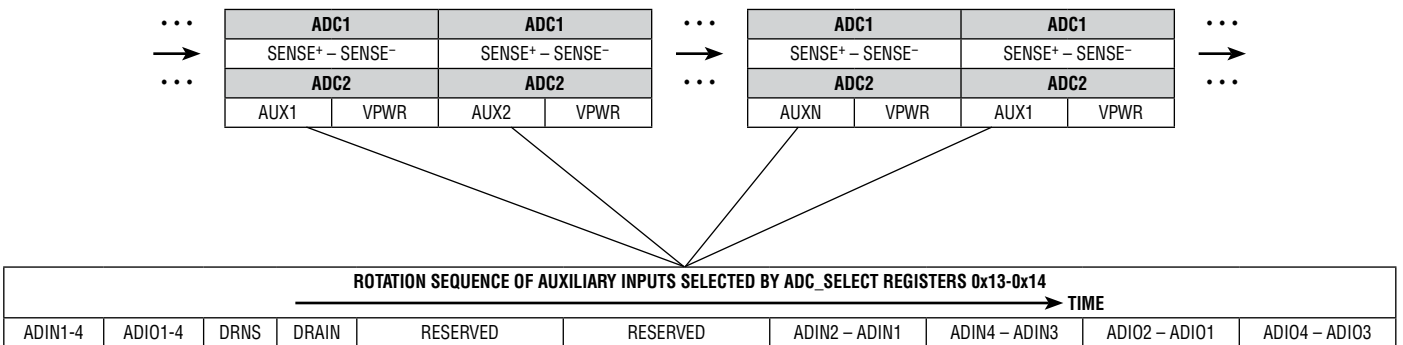 • • • ADC1 ADC1 • • • ADC1 ADC1 • • •
SENSE+ – SENSE– SENSE+ – SENSE– SENSE+ – SENSE– SENSE+ – SENSE–
• • • ADC2 ADC2 • • • ADC2 ADC2 • • •
AUX1 VPWR AUX2 VPWR AUXN VPWR AUX1 VPWR
ROTATION SEQUENCE OF AUXILIARY INPUTS SELECTED BY ADC_SELECT REGISTERS 0x13-0x14
TIME
ADIN1-4 ADIO1-4 DRNS DRAIN RESERVED RESERVED ADIN2 – ADIN1 ADIN4 – ADIN3 ADIO2 – ADIO1 ADIO4 – ADIO3